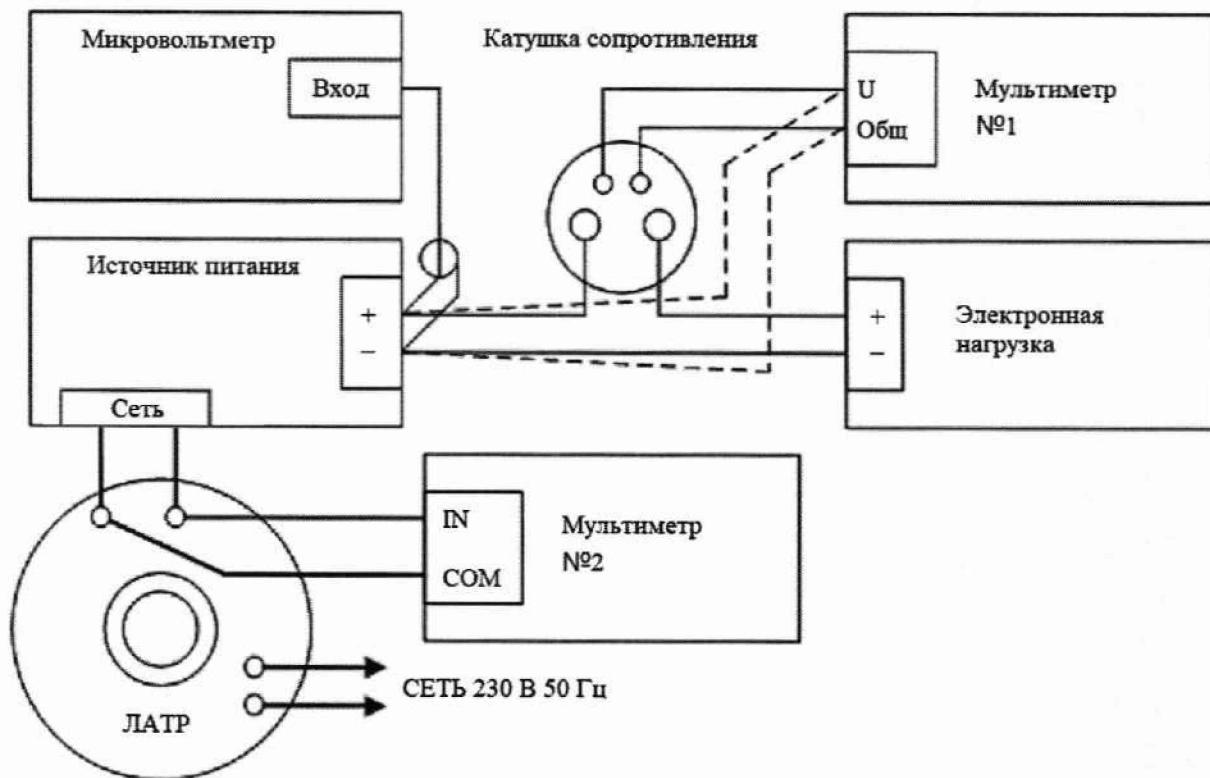 Микровольтметр
Вход
Катушка сопротивления
U
Общ
Мультиметр
№1
Источник питания
+
−
Сеть
+
−
Электронная
нагрузка
IN
COM
Мультиметр
№2
СЕТЬ 230 В 50 Гц
ЛАТР